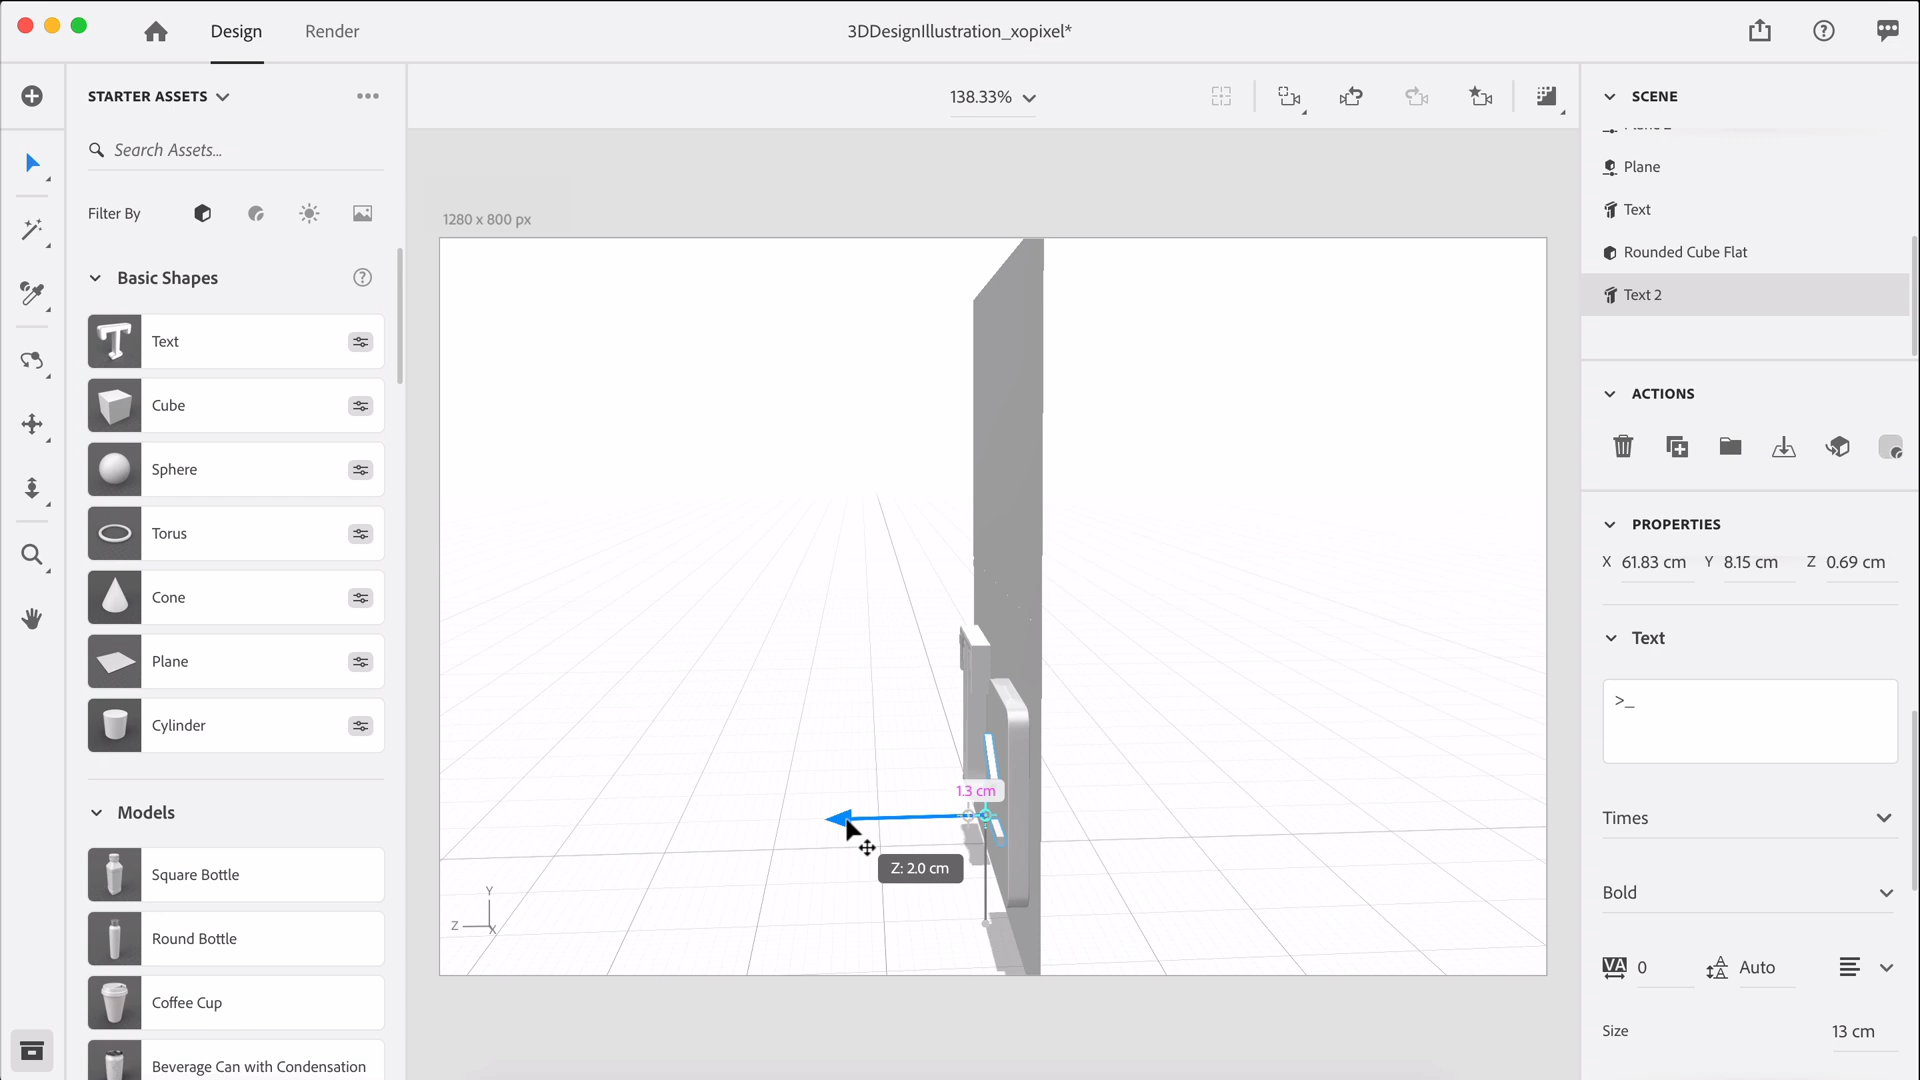 Design
Render
3DDesignIllustration_xopixel*
STARTER ASSETS
138.33%
SCENE
Search Assets...
Plane
Filter By
Text
1280 x 800 px
Rounded Cube Flat
Basic Shapes
Text 2
Text
Cube
ACTIONS
Sphere
Torus
PROPERTIES
X 61.83 cm Y 8.15 cm Z 0.69 cm
Cone
Text
Plane
>_
Cylinder
1.3 cm
Models
Times
Z: 2.0 cm
Square Bottle
Bold
Y
Z
X
Round Bottle
VA 0
A Auto
Coffee Cup
Size 13 cm
Beverage Can with Condensation